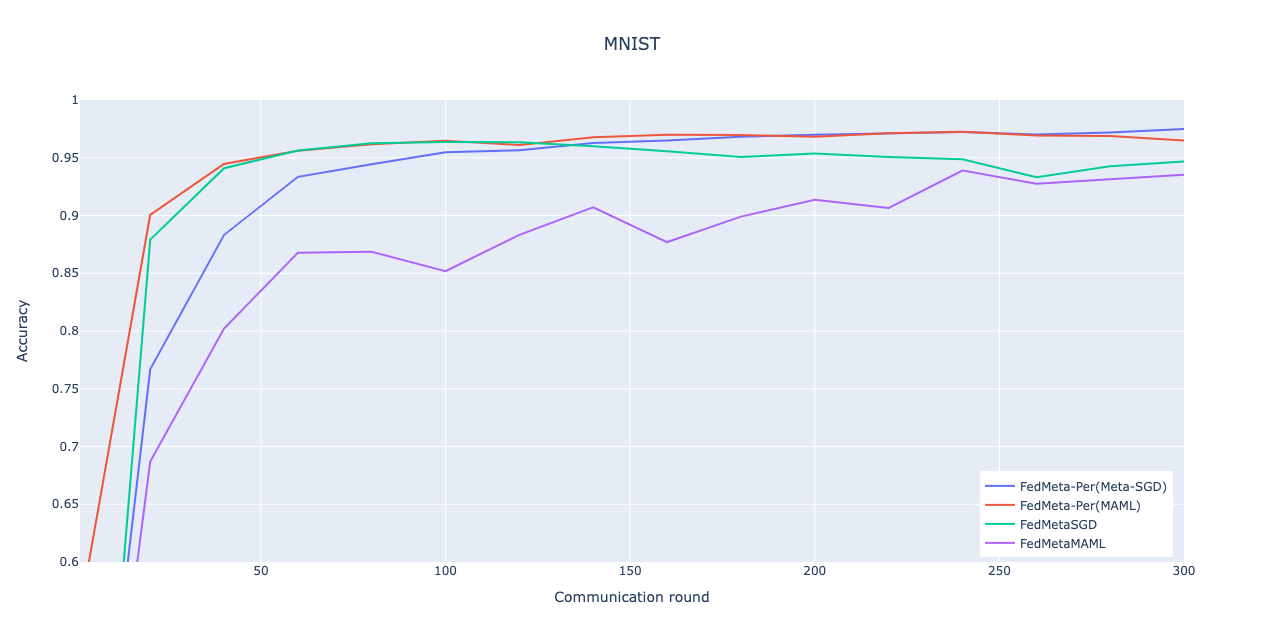 MNIST
1
0.95
0.9
0.85
0.8
0.75
0.7
0.65
0.6
Accuracy
50
100
150
200
250
300
Communication round
FedMeta-Per(Meta-SGD)
FedMeta-Per(MAML)
FedMetaSGD
FedMetaMAML